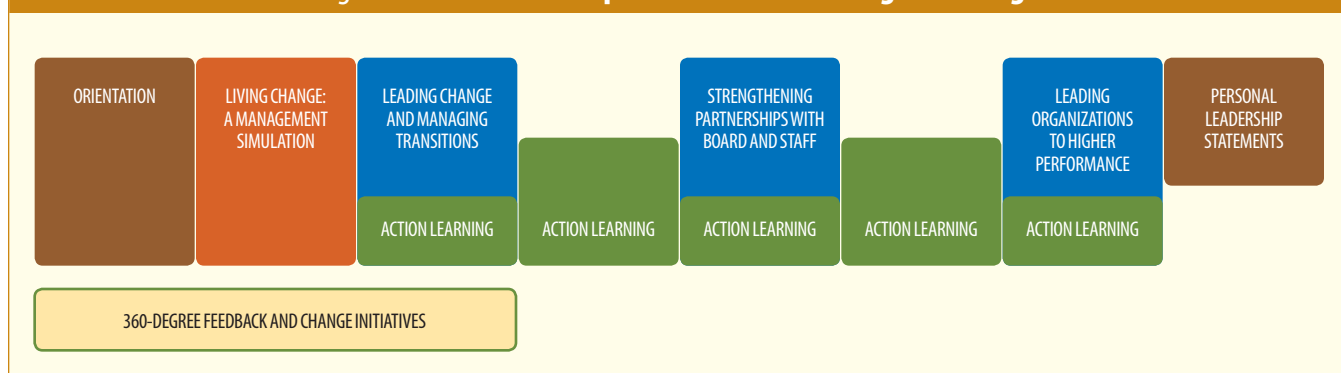 ORIENTATION
LIVING CHANGE:
A MANAGEMENT
SIMULATION
LEADING CHANGE
AND MANAGING
TRANSITIONS
STRENGTHENING
PARTNERSHIPS WITH
BOARD AND STAFF
LEADING
ORGANIZATIONS
TO HIGHER
PERFORMANCE
PERSONAL
LEADERSHIP
STATEMENTS
ACTION LEARNING
ACTION LEARNING
ACTION LEARNING
ACTION LEARNING
ACTION LEARNING
360-DEGREE FEEDBACK AND CHANGE INITIATIVES